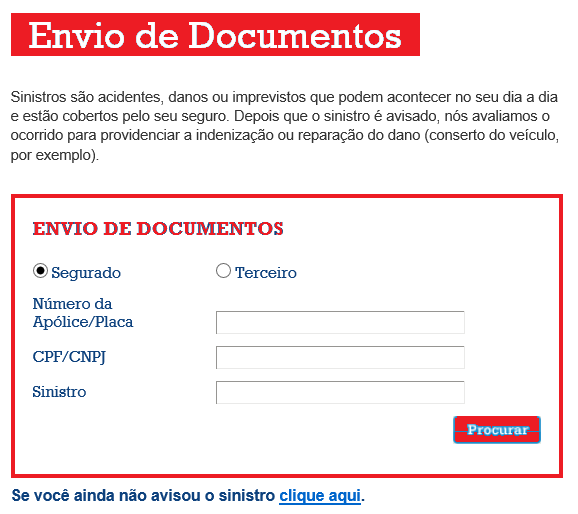 Envio de Documentos
Sinistros são acidentes, danos ou imprevistos que podem acontecer no seu dia a dia
e estão cobertos pelo seu seguro. Depois que o sinistro é avisado, nós avaliamos o
ocorrido para providenciar a indenização ou reparação do dano (conserto do veículo,
por exemplo).
ENVIO DE DOCUMENTOS
Segurado Terceiro
Número da
Apólice/Placa
CPF/CNPJ
Sinistro
Procurar
Se você ainda não avisou o sinistro clique aqui.